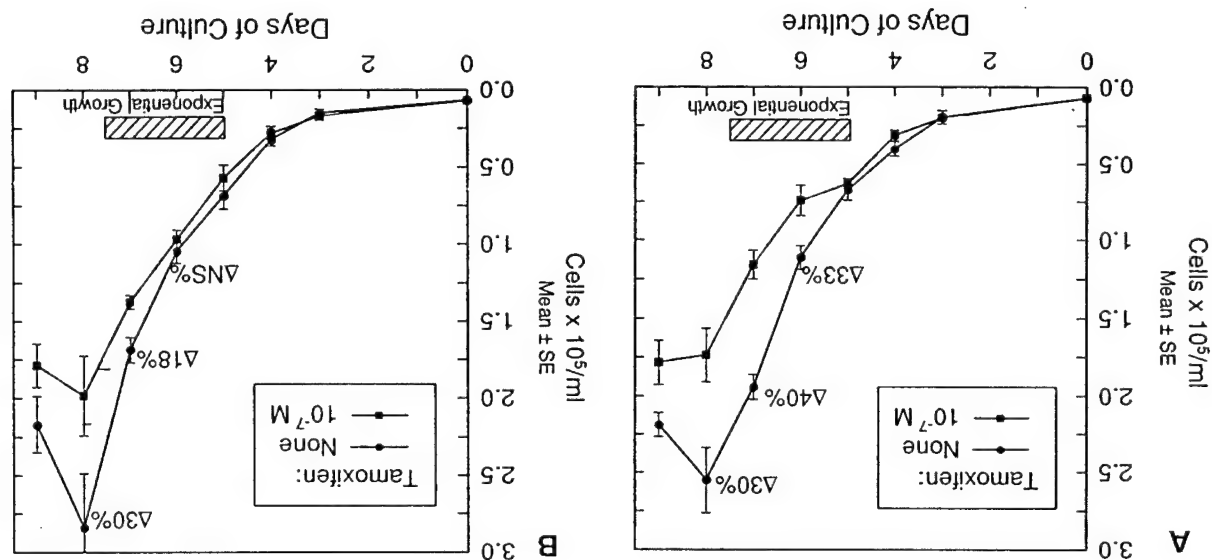 A
Cells x 10⁵/ml
Mean ± SE
3.0
2.5
2.0
1.5
1.0
0.5
0.0
Tamoxifen:
None
10⁻⁷ M
Δ30%
Δ40%
Δ33%
Exponential Growth
0 2 4 6 8
Days of Culture
B
Cells x 10⁵/ml
Mean ± SE
3.0
2.5
2.0
1.5
1.0
0.5
0.0
Tamoxifen:
None
10⁻⁷ M
Δ30%
Δ18%
ΔNS%
Exponential Growth
0 2 4 6 8
Days of Culture